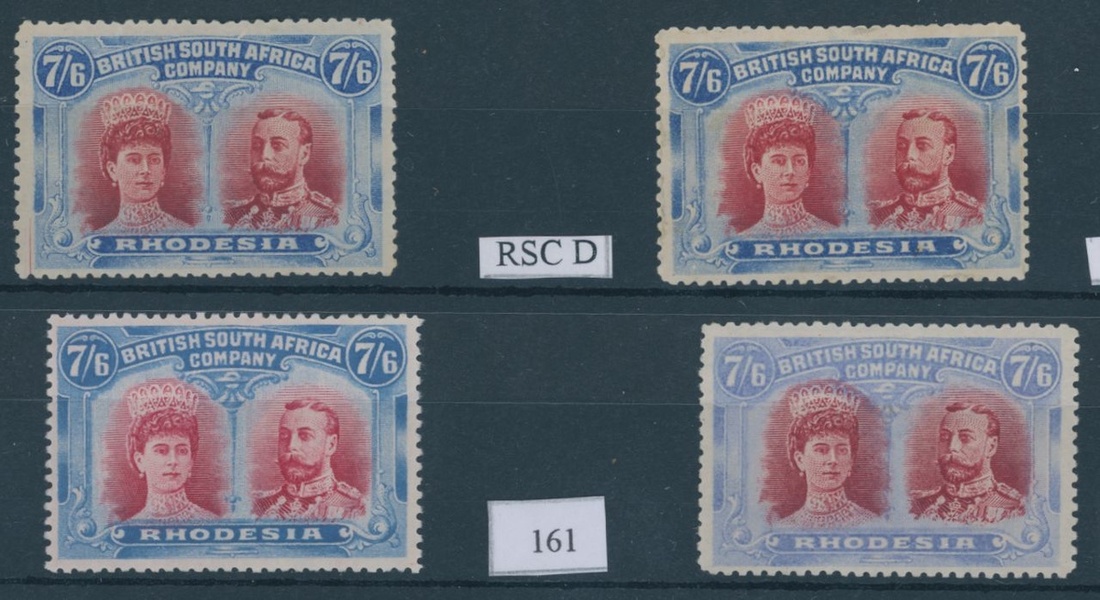 7/6 BRITISH SOUTH AFRICA 7/6
COMPANY
RHODESIA
RSC D
7/6 BRITISH SOUTH AFRICA 7/6
COMPANY
RHODESIA
7/6 BRITISH SOUTH AFRICA 7/6
COMPANY
RHODESIA
161
7/6 BRITISH SOUTH AFRICA 7/6
COMPANY
RHODESIA